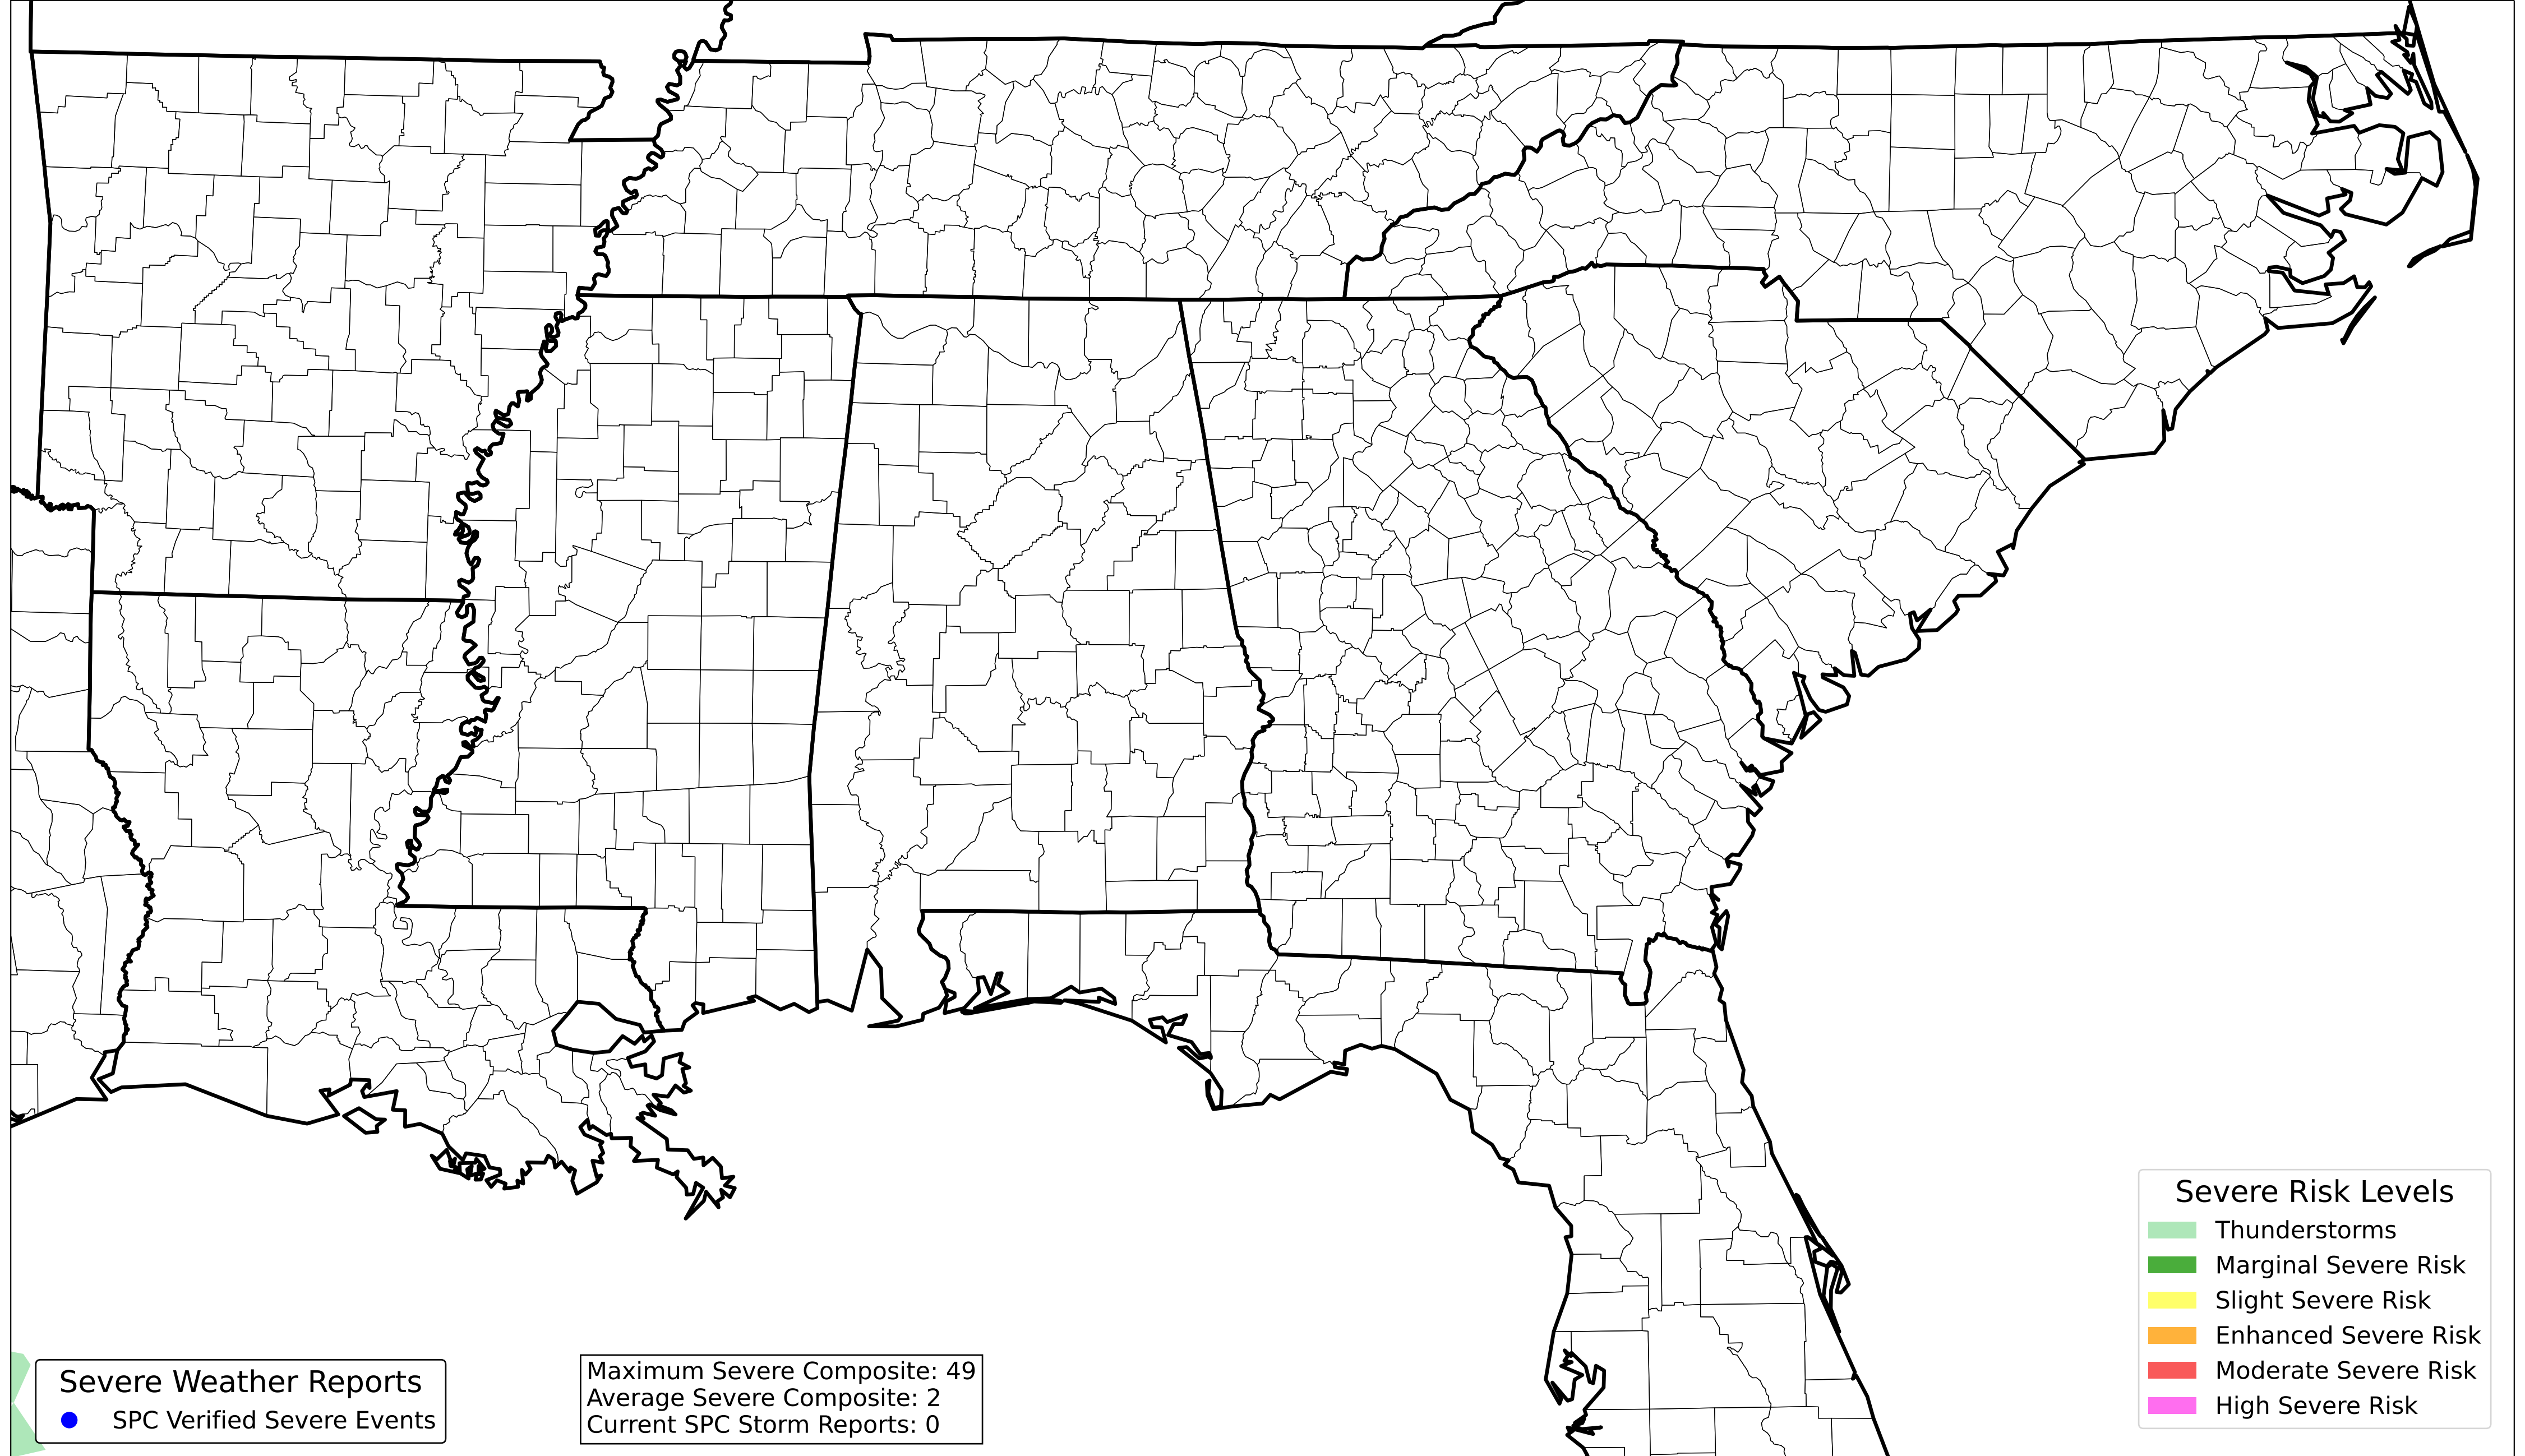 Severe Weather Reports
SPC Verified Severe Events
Maximum Severe Composite: 49
Average Severe Composite: 2
Current SPC Storm Reports: 0
Severe Risk Levels
Thunderstorms
Marginal Severe Risk
Slight Severe Risk
Enhanced Severe Risk
Moderate Severe Risk
High Severe Risk